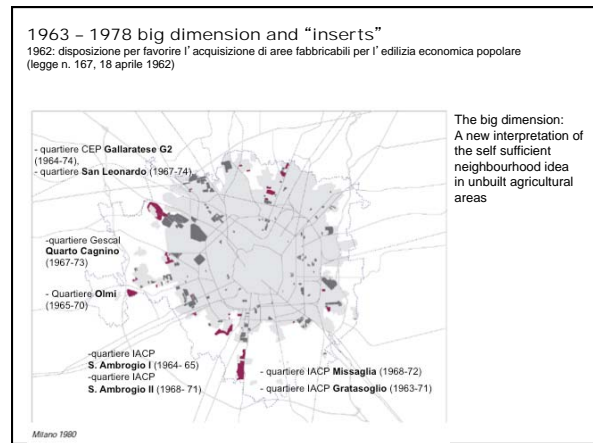 1963 – 1978 big dimension and “inserts”
1962: disposizione per favorire l’acquisizione di aree fabbricabili per l’edilizia economica popolare
(legge n. 167, 18 aprile 1962)
- quartiere CEP Gallaratese G2
(1964-74),
- quartiere San Leonardo (1967-74)
The big dimension:
A new interpretation of
the self sufficient
neighbourhood idea
in unbuilt agricultural
areas
-quartiere Gescal
Quarto Cagnino
(1967-73)
- Quartiere Olmi
(1965-70)
-quartiere IACP
S. Ambrogio I (1964- 65)
-quartiere IACP
S. Ambrogio II (1968- 71)
- quartiere IACP Missaglia (1968-72)
- quartiere IACP Gratasoglio (1963-71)
Milano 1980